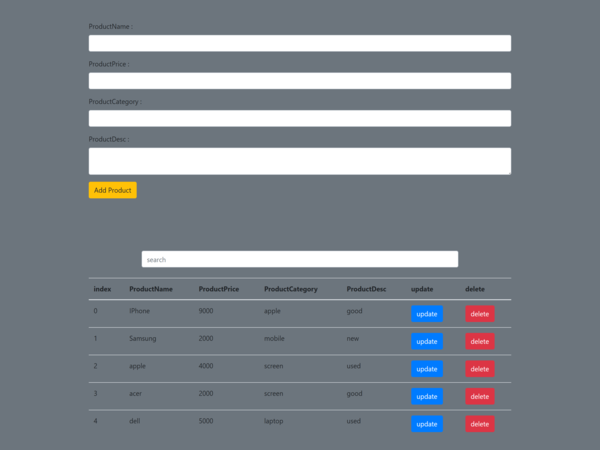 ProductName :
ProductPrice :
ProductCategory :
ProductDesc :
Add Product
search
index ProductName ProductPrice ProductCategory ProductDesc update delete
0 iPhone 9000 apple good update delete
1 Samsung 2000 mobile new update delete
2 apple 4000 screen used update delete
3 acer 2000 screen good update delete
4 dell 5000 laptop used update delete